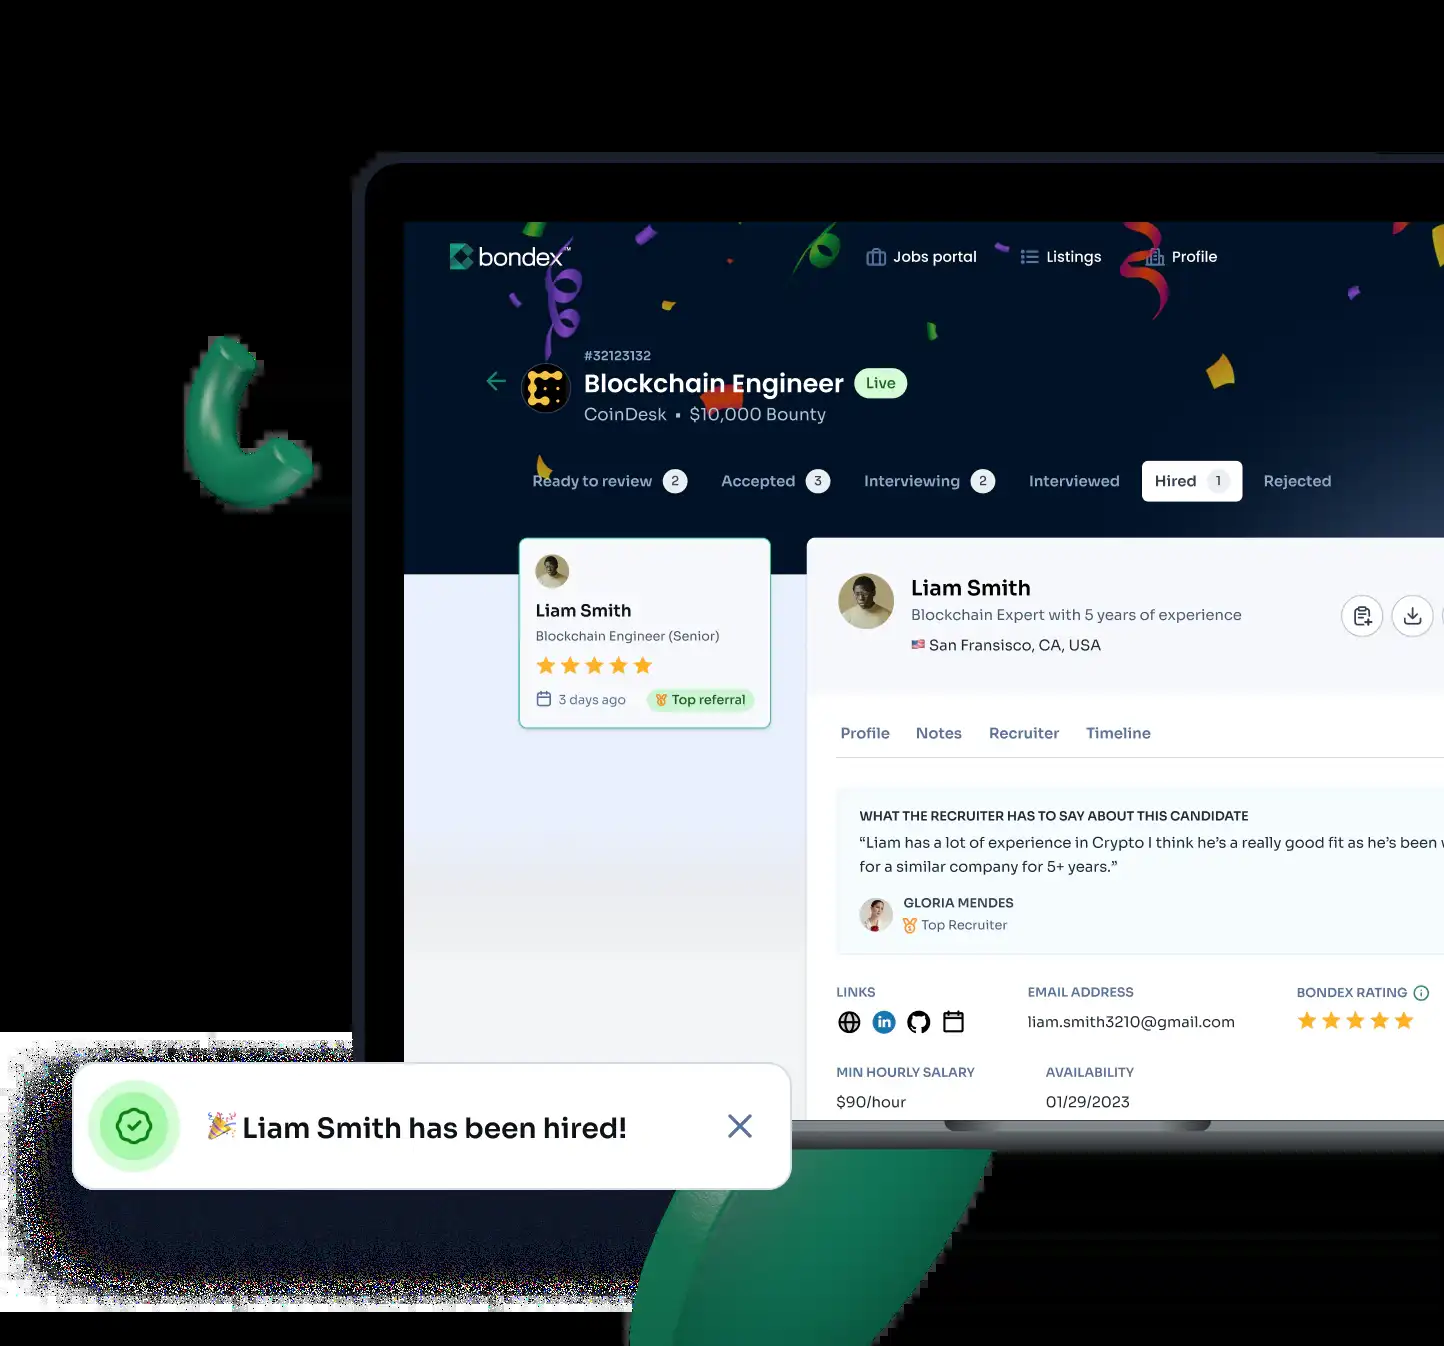 bondex™
Jobs portal
Listings
Profile
#32123132
Blockchain Engineer Live
CoinDesk • $10,000 Bounty
Ready to review 2 Accepted 3 Interviewing 2 Interviewed Hired 1 Rejected
Liam Smith
Blockchain Engineer (Senior)
3 days ago Top referral
Liam Smith
Blockchain Expert with 5 years of experience
San Fransisco, CA, USA
Profile Notes Recruiter Timeline
WHAT THE RECRUITER HAS TO SAY ABOUT THIS CANDIDATE
“Liam has a lot of experience in Crypto I think he’s a really good fit as he’s been
for a similar company for 5+ years.”
GLORIA MENDES
Top Recruiter
LINKS EMAIL ADDRESS BONDEX RATING
in liam.smith3210@gmail.com
MIN HOURLY SALARY AVAILABILITY
$90/hour 01/29/2023
🎉 Liam Smith has been hired!